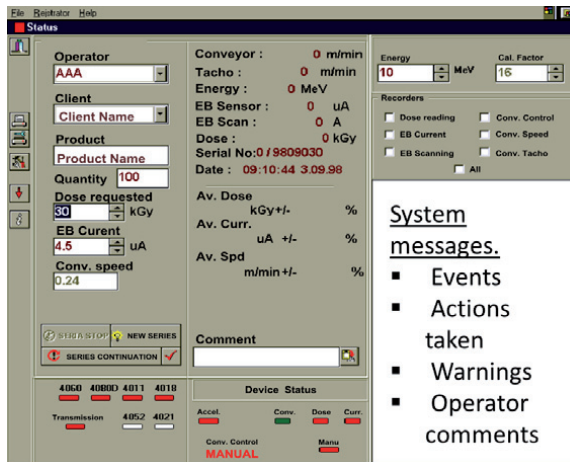 File Rejstrator Help
Status
Operator
AAA
Client
Client Name
Product
Product Name
Quantity 100
Dose requested
30 kGy
EB Curent
4.5 uA
Conv. speed
0.24
STOP NEW SERIES
SERIES CONTINUATION
Conveyor : 0 m/min
Tacho : 0 m/min
Energy : 0 MeV
EB Sensor : 0 uA
EB Scan : 0 A
Dose : 0 kGy
Serial No:0 / 9809030
Date : 09:10:44 3.09.98
Av. Dose
kGy+/- %
Av. Curr.
uA +/- %
Av. Spd
m/min +/- %
Comment
Energy Cal. Factor
10 MeV 16
Recorders
Dose reading Conv. Control
EB Current Conv. Speed
EB Scanning Conv. Tacho
All
System
messages.
▪ Events
▪ Actions
taken
▪ Warnings
▪ Operator
comments
4060 4080D 4011 4018
Transmission 4052 4021
Device Status
Accel. Conv. Dose Curr.
Conv. Control Manu
MANUAL